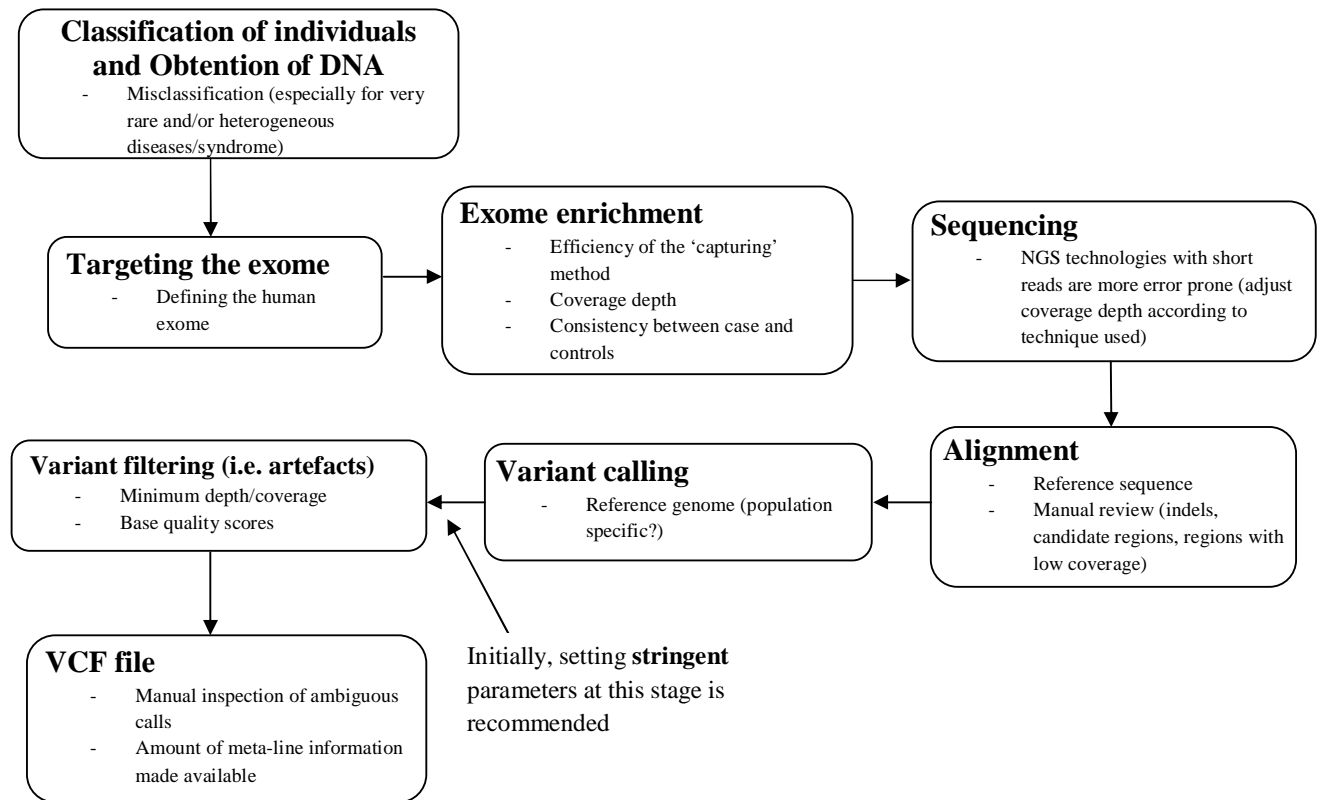 Classification of individuals
and Obtention of DNA
- Misclassification (especially for very
rare and/or heterogeneous
diseases/syndrome)
Targeting the exome
- Defining the human
exome
Exome enrichment
- Efficiency of the ‘capturing’
method
- Coverage depth
- Consistency between case and
controls
Sequencing
- NGS technologies with short
reads are more error prone (adjust
coverage depth according to
technique used)
Alignment
- Reference sequence
- Manual review (indels,
candidate regions, regions with
low coverage)
Variant calling
- Reference genome (population
specific?)
Variant filtering (i.e. artefacts)
- Minimum depth/coverage
- Base quality scores
Initially, setting stringent
parameters at this stage is
recommended
VCF file
- Manual inspection of ambiguous
calls
- Amount of meta-line information
made available